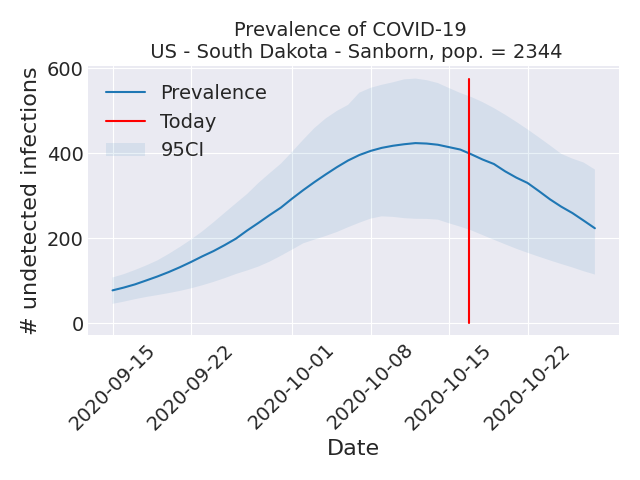 Prevalence of COVID-19
US - South Dakota - Sanborn, pop. = 2344
# undetected infections
600
400
200
0
Prevalence
Today
95CI
2020-09-15
2020-09-22
2020-10-01
2020-10-08
2020-10-15
2020-10-22
Date